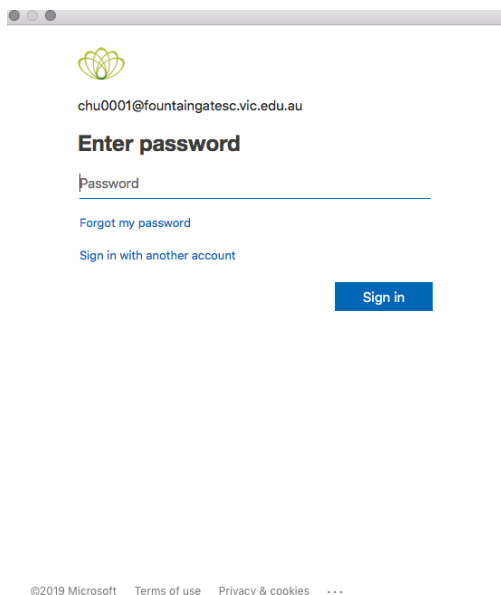 chu0001@fountaingatesc.vic.edu.au
Enter password
Password
Forgot my password
Sign in with another account
Sign in
©2019 Microsoft Terms of use Privacy & cookies ...